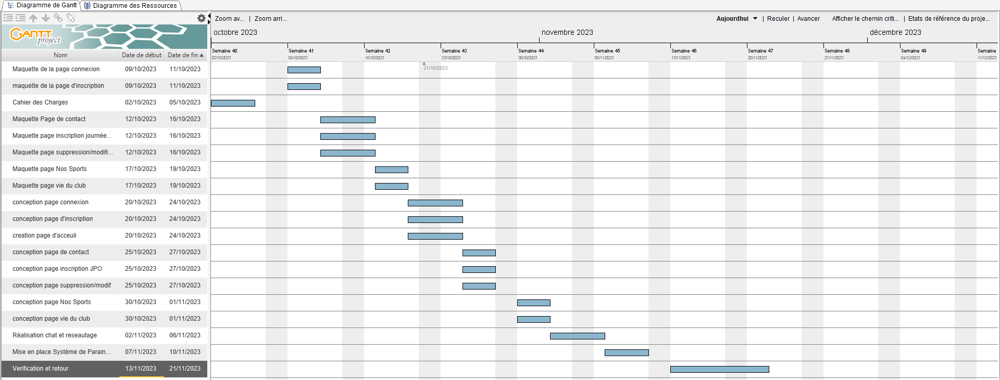 Diagramme de Gantt Diagramme des Ressources
Zoom av... | Zoom arri... Aujourdhui | Reculer | Avancer Afficher le chemin criti... | Etats de référence du proje...
GANTT project
octobre 2023 novembre 2023 décembre 2023
Nom Date de début Date de fin
Semaine 40 Semaine 41 Semaine 42 Semaine 43 Semaine 44 Semaine 45 Semaine 46 Semaine 47 Semaine 48 Semaine 49 Semaine
02/10/2023 09/10/2023 16/10/2023 23/10/2023 30/10/2023 06/11/2023 13/11/2023 20/11/2023 27/11/2023 04/12/2023 11/12/2023
21/10/2023
Maquette de la page connexion 09/10/2023 11/10/2023
maquette de la page d'inscription 09/10/2023 11/10/2023
Cahier des Charges 02/10/2023 05/10/2023
Maquette Page de contact 12/10/2023 16/10/2023
Maquette page inscription journée... 12/10/2023 16/10/2023
Maquette page suppression/modifi... 12/10/2023 16/10/2023
Maquette page Nos Sports 17/10/2023 19/10/2023
Maquette page vie du club 17/10/2023 19/10/2023
conception page connexion 20/10/2023 24/10/2023
conception page d'inscription 20/10/2023 24/10/2023
creation page d'acceuil 20/10/2023 24/10/2023
conception page de contact 25/10/2023 27/10/2023
conception page inscription JPO 25/10/2023 27/10/2023
conception page suppression/modif 25/10/2023 27/10/2023
conception page Nos Sports 30/10/2023 01/11/2023
conception page vie du club 30/10/2023 01/11/2023
Réalisation chat et reseautage 02/11/2023 06/11/2023
Mise en place Systéme de Parain... 07/11/2023 10/11/2023
Verification et retour 13/11/2023 21/11/2023